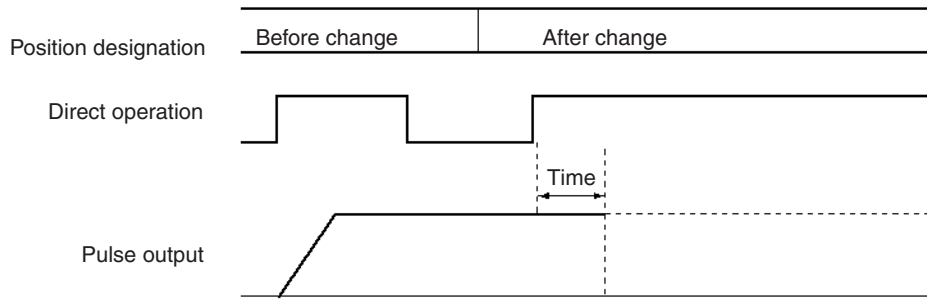 Position designation
Before change
After change
Direct operation
Time
Pulse output